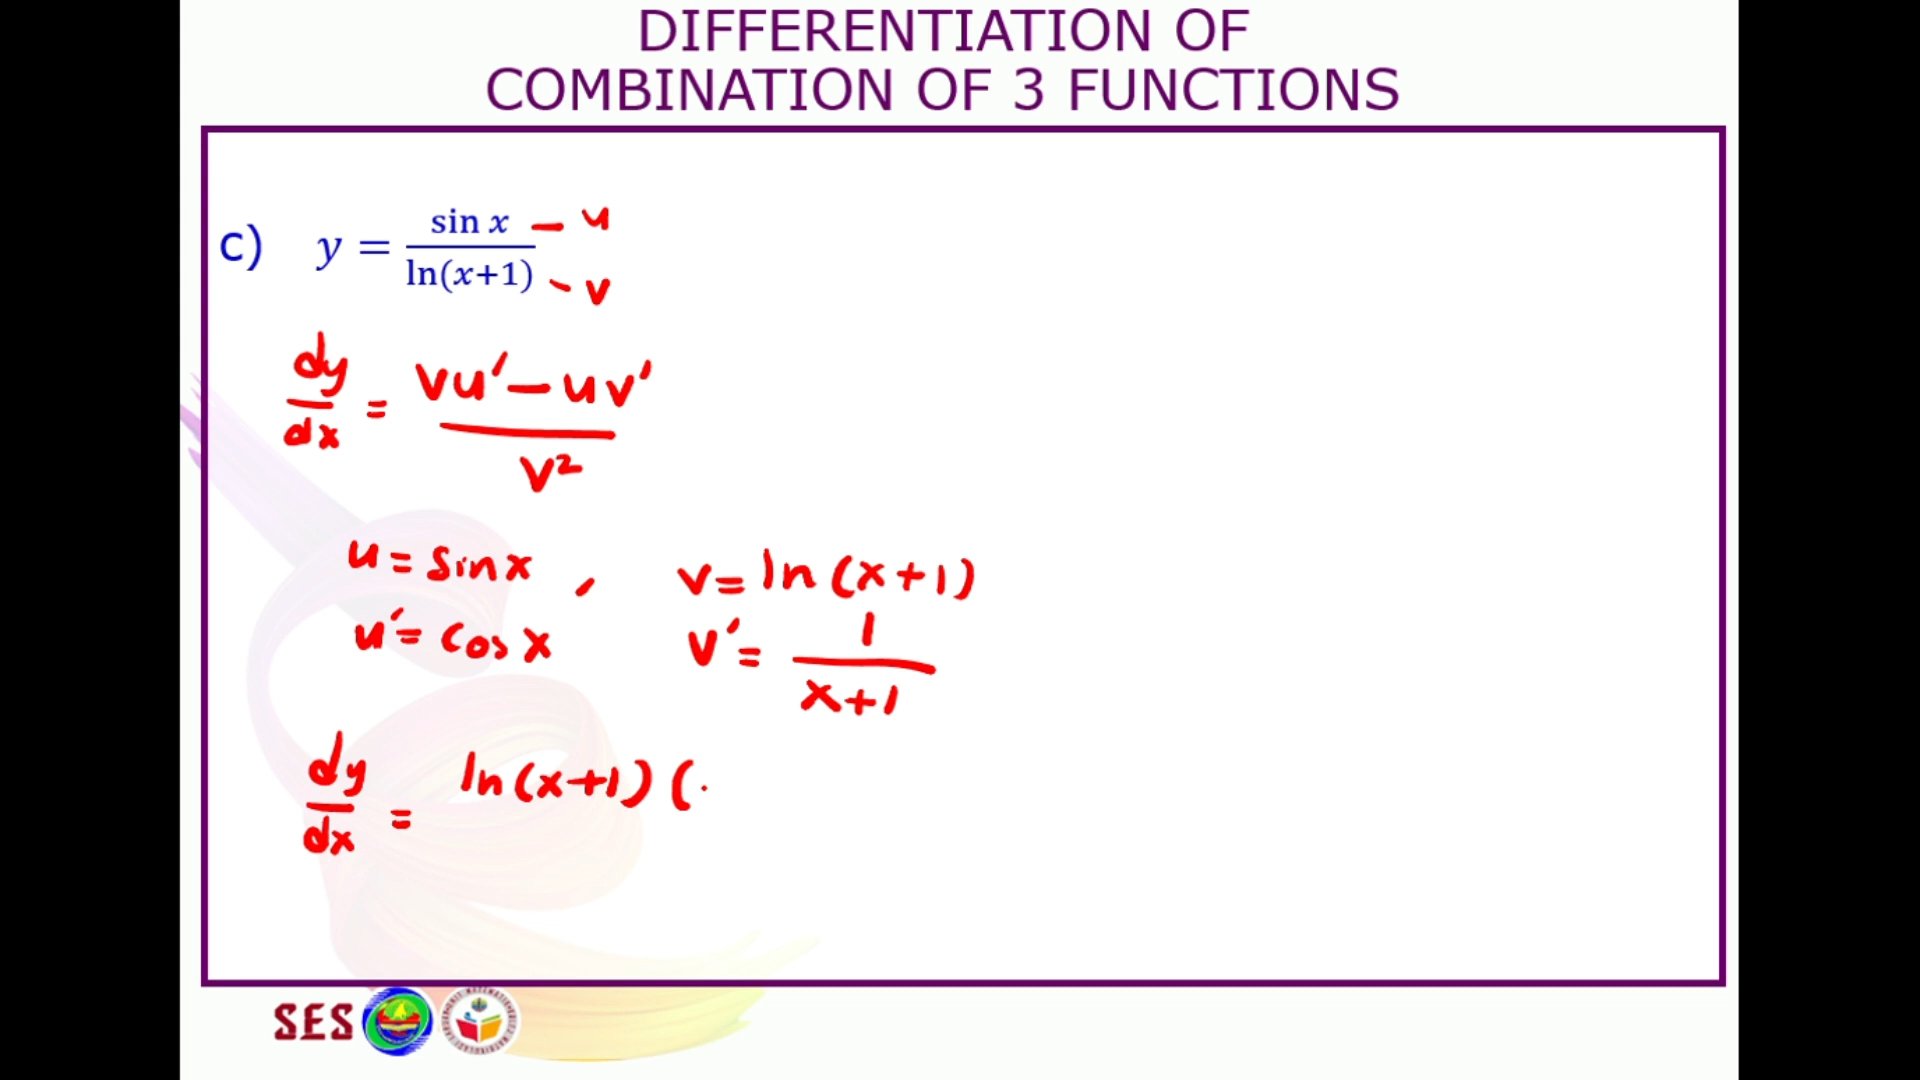 DIFFERENTIATION OF
COMBINATION OF 3 FUNCTIONS
c) y = sin x / ln(x+1) – u – v
dy/dx = vu′ – uv′ / v²
u = sin x , v = ln (x+1)
u′ = cos x v′ = 1 / x+1
dy/dx = ln(x+1) (
SES